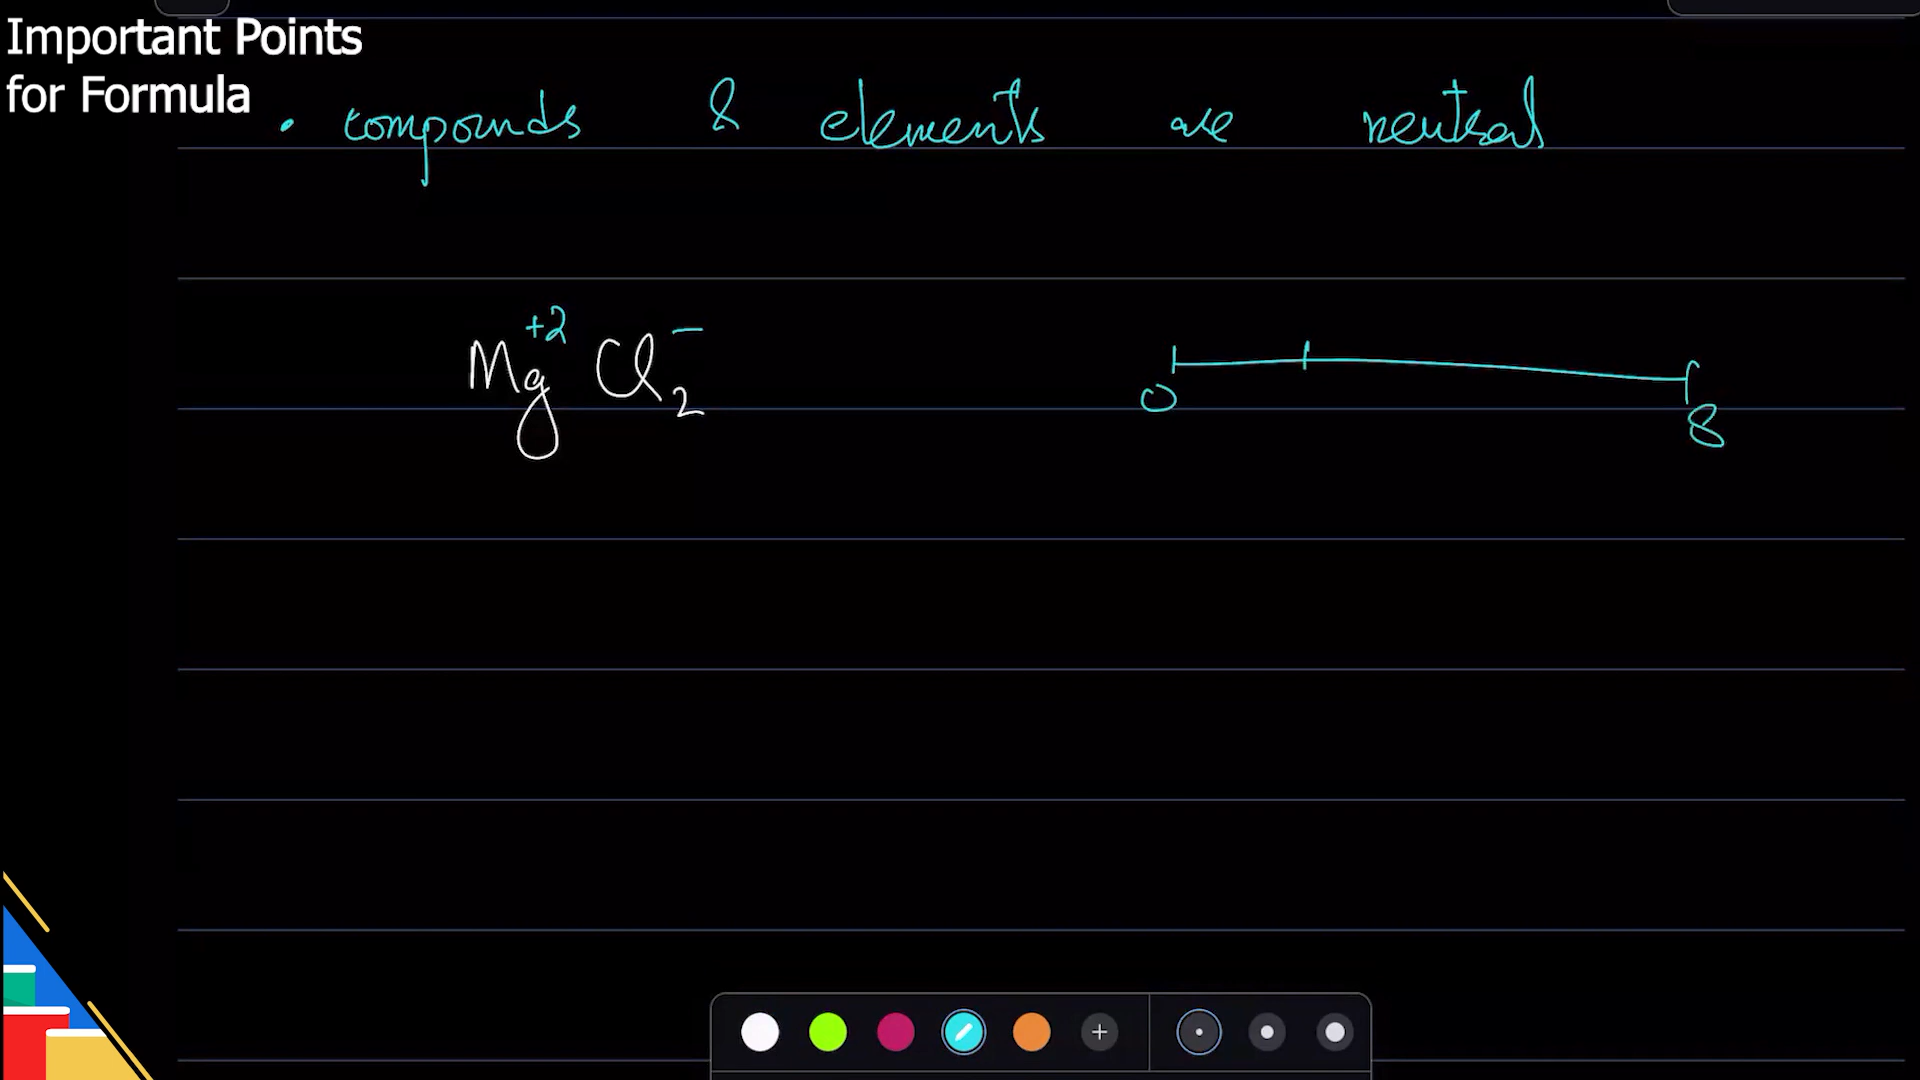 Important Points
for Formula
• compounds & elements are neutral
Mg⁺² Cl₂⁻
0 8